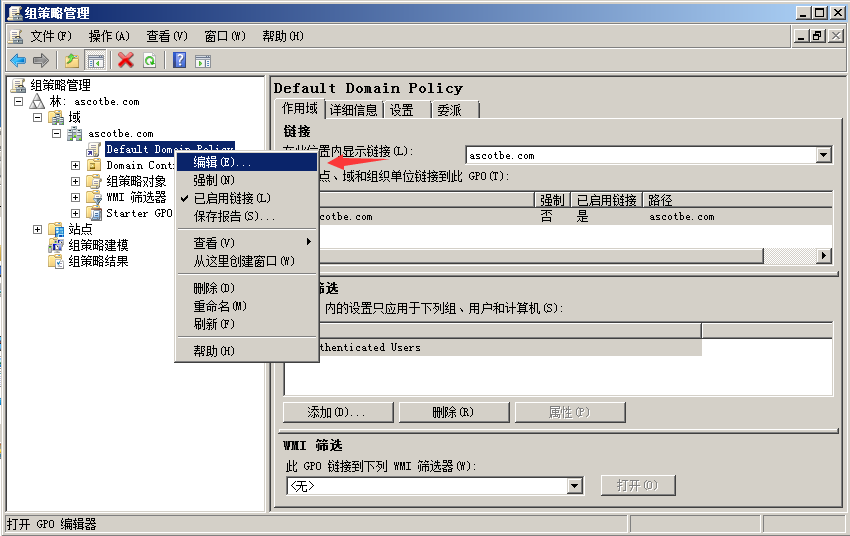 组策略管理
文件(F) 操作(A) 查看(V) 窗口(W) 帮助(H)
组策略管理
林: ascotbe.com
域
ascotbe.com
Default Domain Policy
Domain Cont
组策略对象
WMI 筛选器
Starter GPO
站点
组策略建模
组策略结果
编辑(E)...
强制(N)
已启用链接(L)
保存报告(S)...
查看(V)
从这里创建窗口(W)
删除(D)
重命名(M)
刷新(F)
帮助(H)
Default Domain Policy
作用域 详细信息 设置 委派
链接
在此位置内显示链接(L): ascotbe.com
点、域和组织单位链接到此 GPO(T):
强制 已启用链接 路径
cot​be.com 否 是 ascotbe.com
筛选
内的设置只应用于下列组、用户和计算机(S):
thenticated Users
添加(D)... 删除(R) 属性(P)
WMI 筛选
此 GPO 链接到下列 WMI 筛选器(W):
<无> 打开(O)
打开 GPO 编辑器